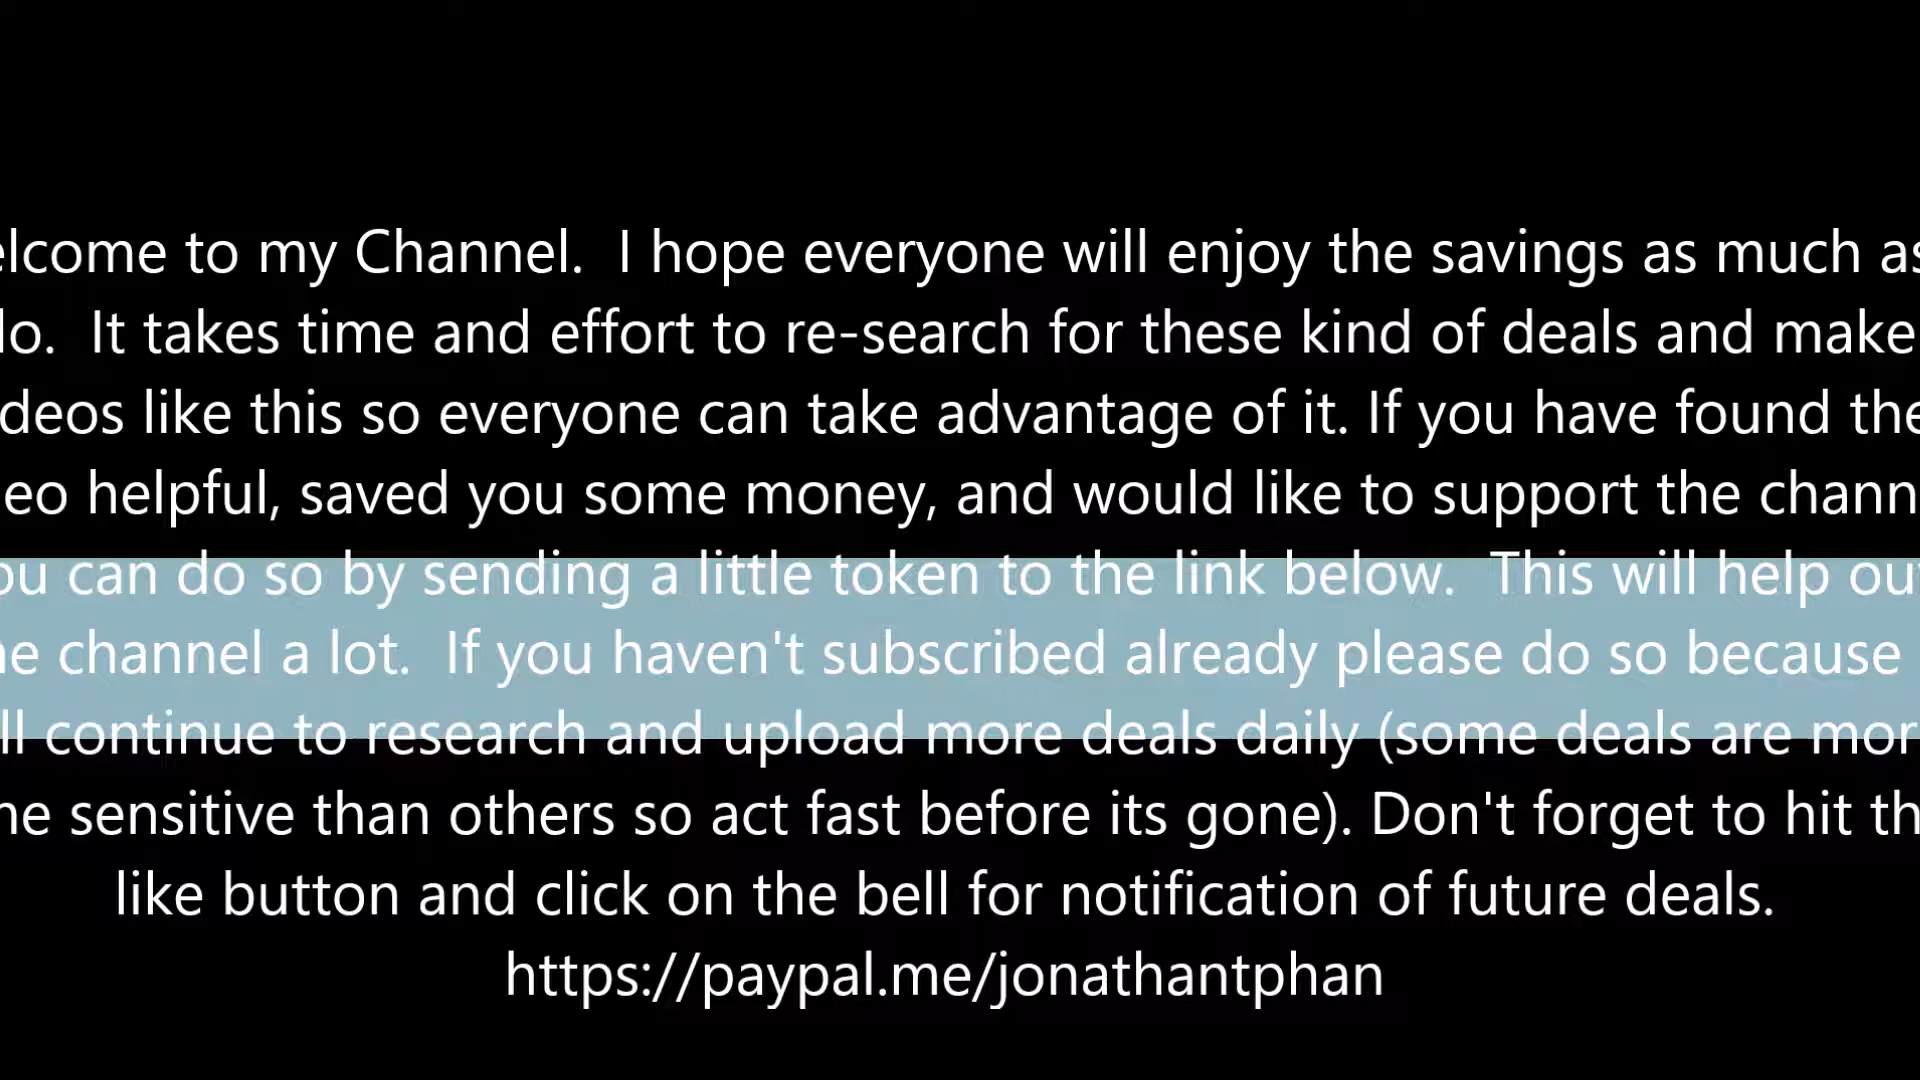 elcome to my Channel.  I hope everyone will enjoy the savings as much as
do.  It takes time and effort to re-search for these kind of deals and make
deos like this so everyone can take advantage of it. If you have found the
eo helpful, saved you some money, and would like to support the chann
ou can do so by sending a little token to the link below.  This will help out
he channel a lot.  If you haven't subscribed already please do so because
ll continue to research and upload more deals daily (some deals are mor
me sensitive than others so act fast before its gone). Don't forget to hit th
like button and click on the bell for notification of future deals.
https://paypal.me/jonathantphan